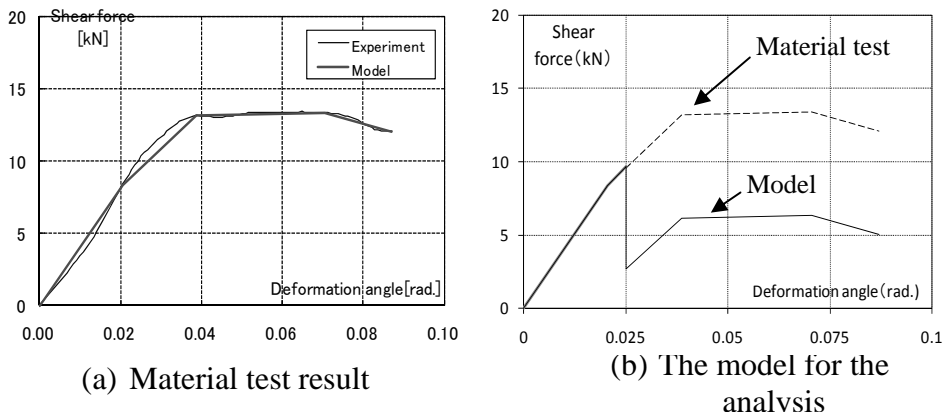 Shear force
[kN]
20
15
10
5
0
Experiment
Model
Deformation angle[rad.]
0.00 0.02 0.04 0.06 0.08 0.10
(a) Material test result
Shear
force(kN)
20
15
10
5
0
Material test
Model
Deformation angle(rad.)
0 0.025 0.05 0.075 0.1
(b) The model for the
analysis